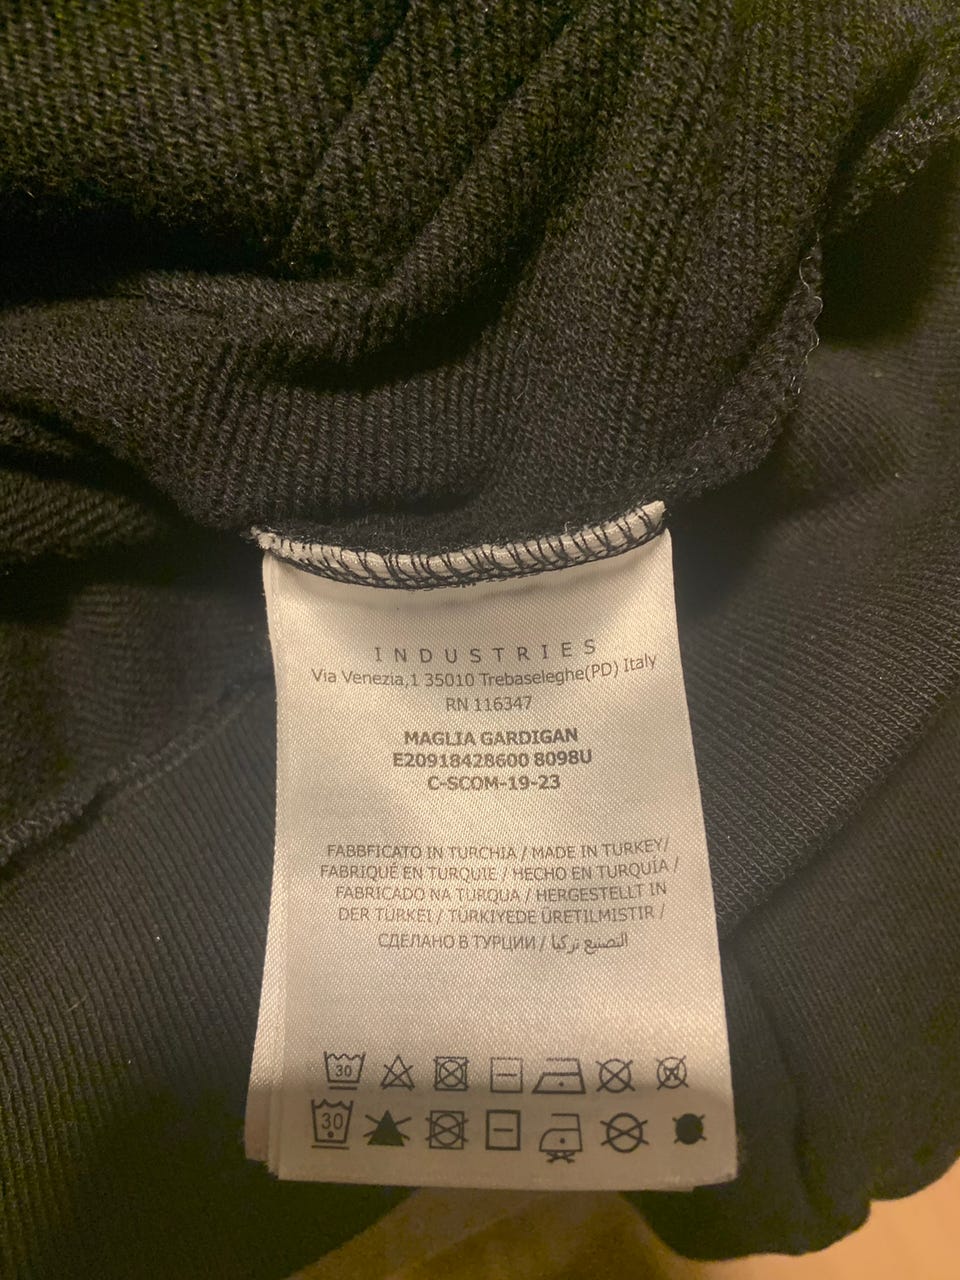 INDUSTRIES
Via Venezia,1 35010 Trebaseleghe(PD) Italy
RN 116347
MAGLIA GARDIGAN
E20918428600 8098U
C-SCOM-19-23
FABBFICATO IN TURCHIA / MADE IN TURKEY/
FABRIQUÉ EN TURQUIE / HECHO EN TURQUÍA /
FABRICADO NA TURQUA / HERGESTELLT IN
DER TÜRKEI / TÜRKIYEDE ÜRETILMISTIR /
СДЕЛАНО В ТУРЦИИ / التصنيع تركيا
30
30